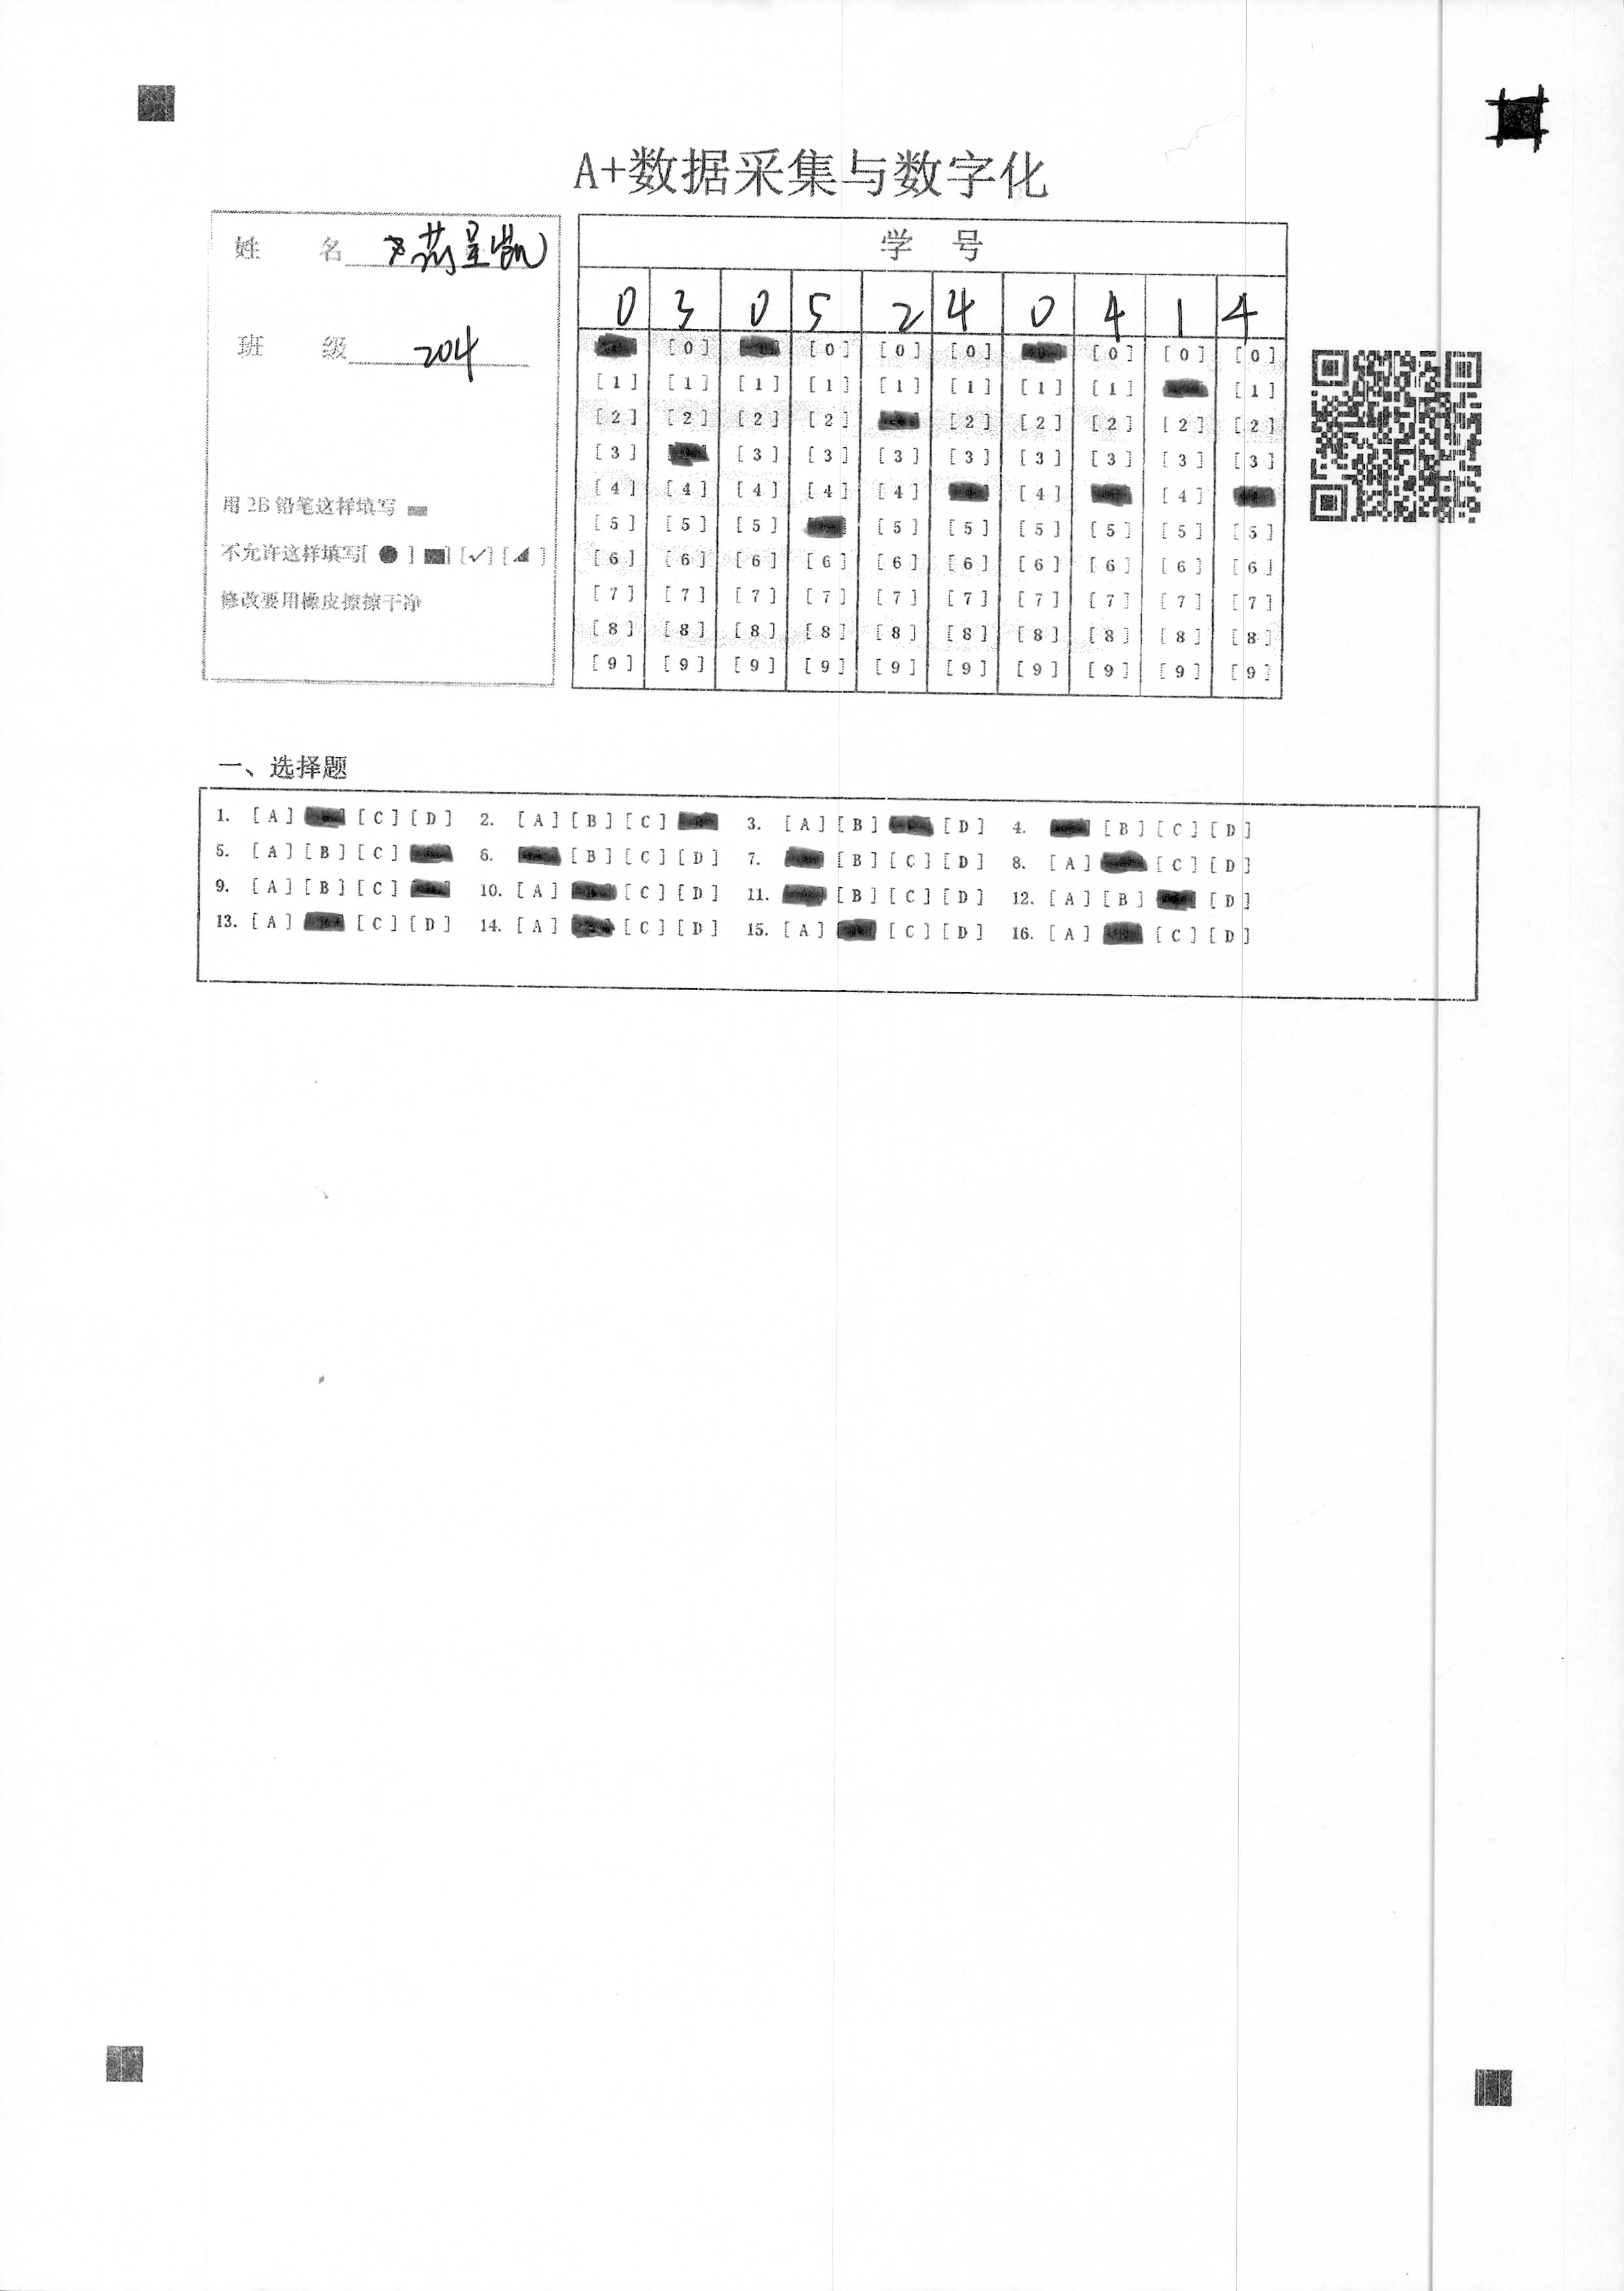 A+数据采集与数字化
姓 名
班 级 204
用2B铅笔这样填写
不允许这样填写[ ● ] [✓] [ ]
修改要用橡皮擦擦干净
学 号
0 3 0 5 2 4 0 4 1 4
[0] [0] [0] [0] [0] [0] [0]
[1] [1] [1] [1] [1] [1] [1] [1] [1]
[2] [2] [2] [2] [2] [2] [2] [2] [2]
[3] [3] [3] [3] [3] [3] [3] [3] [3]
[4] [4] [4] [4] [4] [4] [4]
[5] [5] [5] [5] [5] [5] [5] [5] [5]
[6] [6] [6] [6] [6] [6] [6] [6] [6] [6]
[7] [7] [7] [7] [7] [7] [7] [7] [7] [7]
[8] [8] [8] [8] [8] [8] [8] [8] [8] [8]
[9] [9] [9] [9] [9] [9] [9] [9] [9] [9]
一、选择题
1. [A] [C] [D] 2. [A] [B] [C] 3. [A] [B] [D] 4. [B] [C] [D]
5. [A] [B] [C] 6. [B] [C] [D] 7. [B] [C] [D] 8. [A] [C] [D]
9. [A] [B] [C] 10. [A] [C] [D] 11. [B] [C] [D] 12. [A] [B] [D]
13. [A] [C] [D] 14. [A] [C] [D] 15. [A] [C] [D] 16. [A] [C] [D]